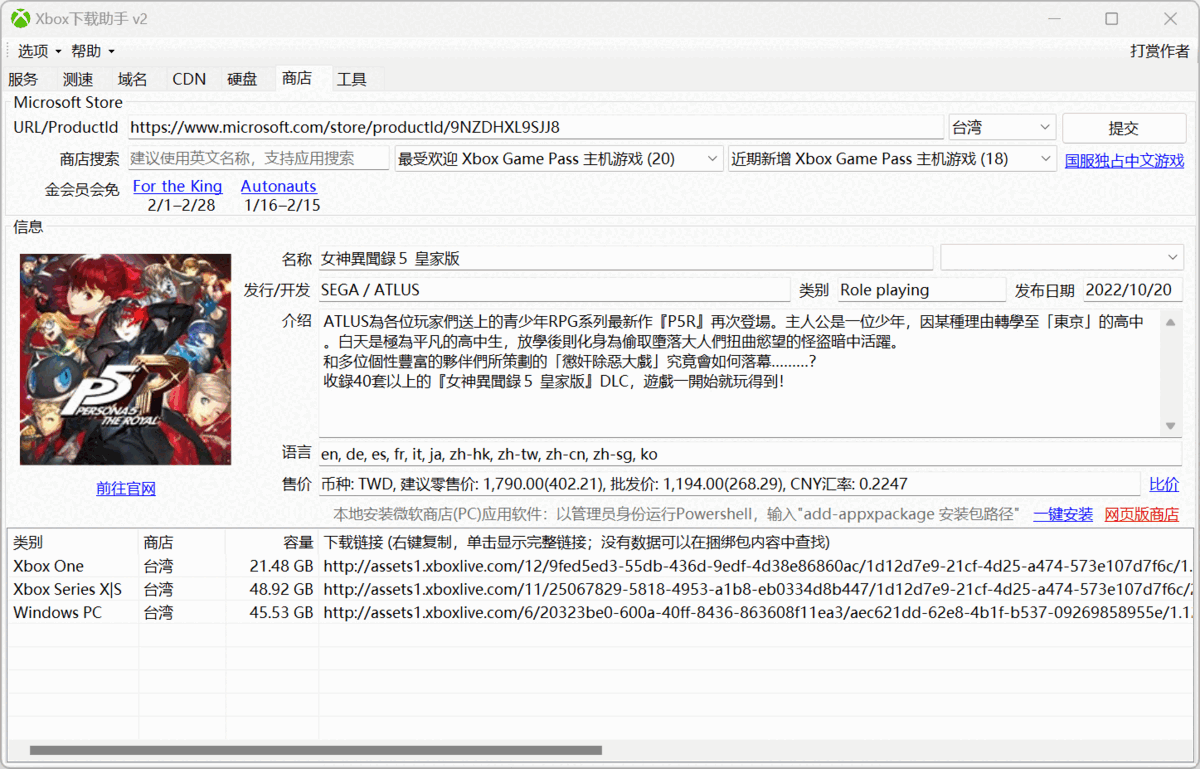 Xbox下载助手 v2
选项 帮助 打赏作者
服务 测速 域名 CDN 硬盘 商店 工具
Microsoft Store
URL/ProductId https://www.microsoft.com/store/productId/9NZDHXL9SJJ8 台湾 提交
商店搜索 建议使用英文名称，支持应用搜索 最受欢迎 Xbox Game Pass 主机游戏 (20) 近期新增 Xbox Game Pass 主机游戏 (18) 国服独占中文游戏
金会员会免 For the King Autonauts
2/1–2/28 1/16–2/15
信息
名称 女神異聞錄５ 皇家版
发行/开发 SEGA / ATLUS 类别 Role playing 发布日期 2022/10/20
介绍 ATLUS為各位玩家們送上的青少年RPG系列最新作『P5R』再次登場。主人公是一位少年，因某種理由轉學至「東京」的高中
。白天是極為平凡的高中生，放學後則化身為偷取墮落大人們扭曲慾望的怪盜暗中活躍。
和多位個性豐富的夥伴們所策劃的「懲奸除惡大戲」究竟會如何落幕………?
收錄40套以上的『女神異聞錄５ 皇家版』DLC，遊戲一開始就玩得到!
P5
PERSONA5
THE ROYAL
语言 en, de, es, fr, it, ja, zh-hk, zh-tw, zh-cn, zh-sg, ko
前往官网
售价 币种: TWD, 建议零售价: 1,790.00(402.21), 批发价: 1,194.00(268.29), CNY汇率: 0.2247 比价
本地安装微软商店(PC)应用软件：以管理员身份运行Powershell，输入"add-appxpackage 安装包路径" 一键安装 网页版商店
类别 商店 容量 下载链接 (右键复制，单击显示完整链接；没有数据可以在捆绑包内容中查找)
Xbox One 台湾 21.48 GB http://assets1.xboxlive.com/12/9fed5ed3-55db-436d-9edf-4d38e86860ac/1d12d7e9-21cf-4d25-a474-573e107d7f6c/1.
Xbox Series X|S 台湾 48.92 GB http://assets1.xboxlive.com/11/25067829-5818-4953-a1b8-eb0334d8b447/1d12d7e9-21cf-4d25-a474-573e107d7f6c/2
Windows PC 台湾 45.53 GB http://assets1.xboxlive.com/6/20323be0-600a-40ff-8436-863608f11ea3/aec621dd-62e8-4b1f-b537-09269858955e/1.1.